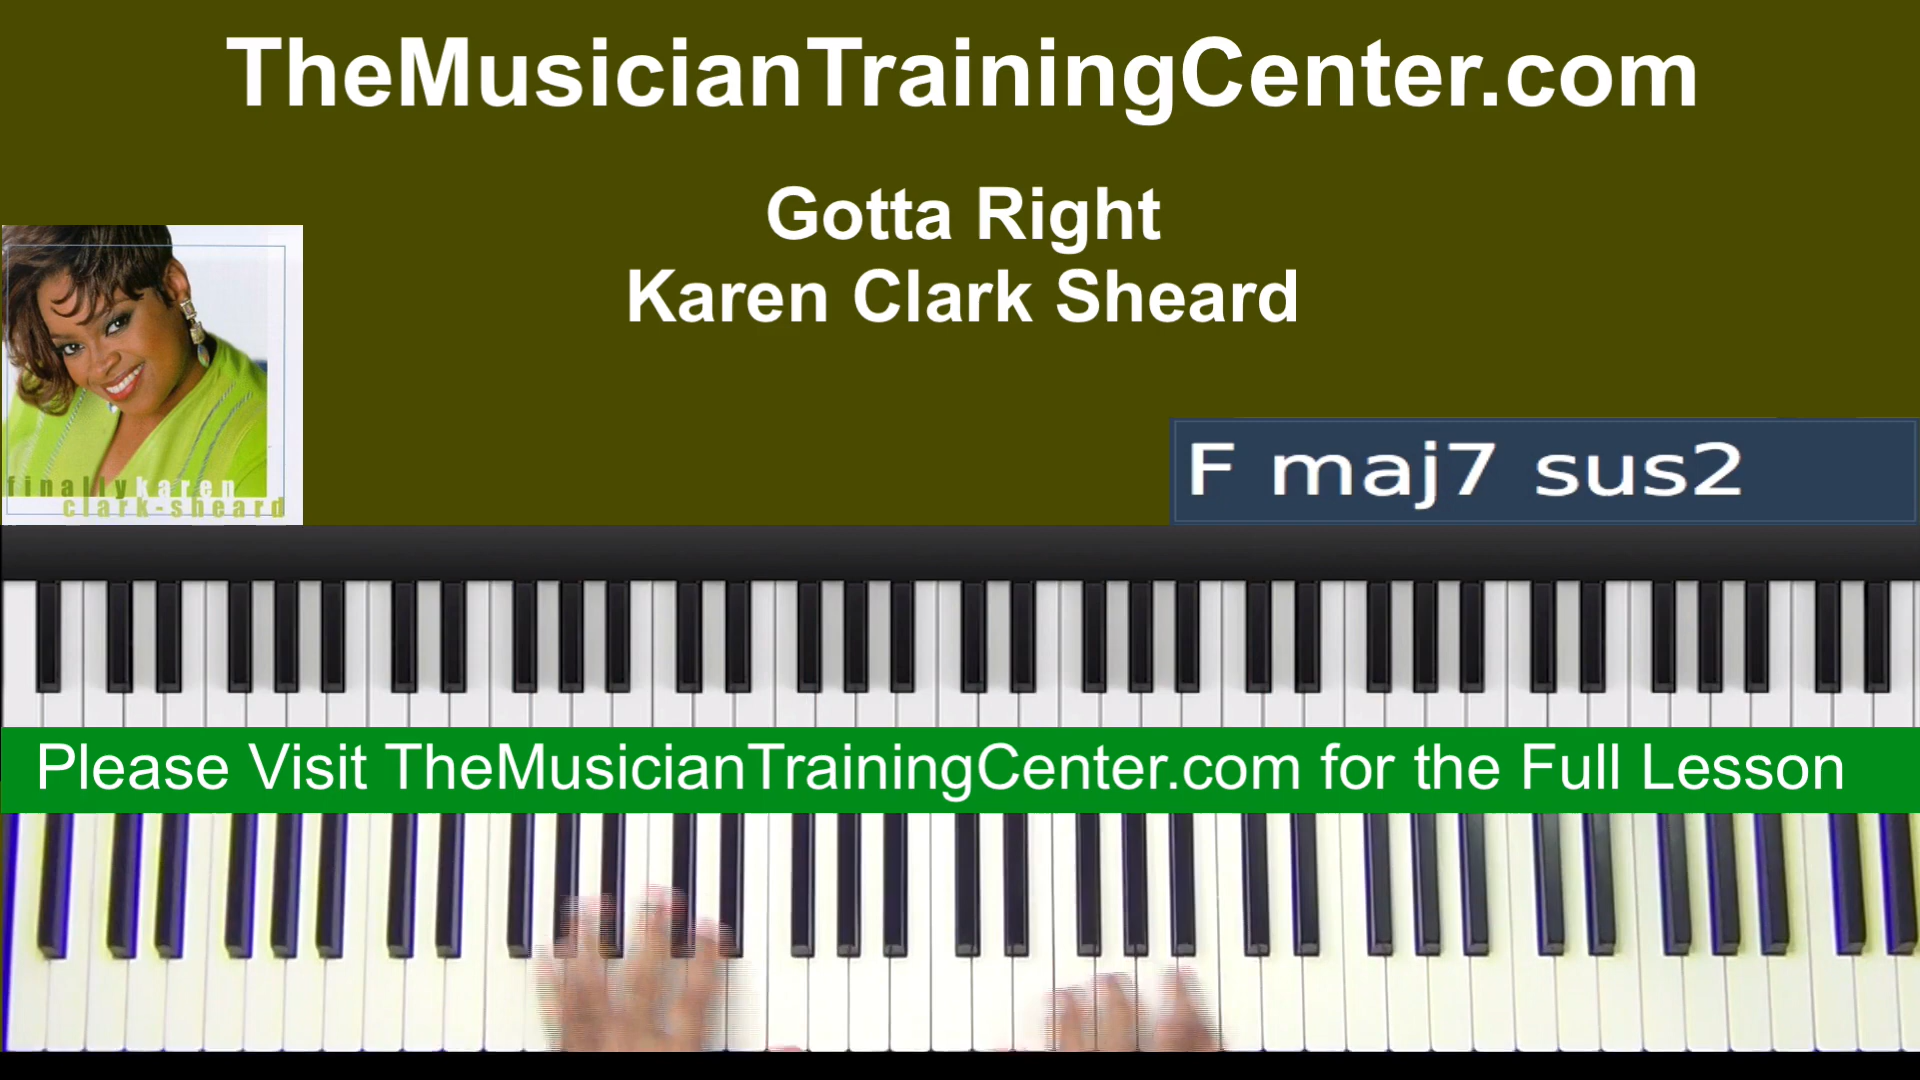 TheMusicianTrainingCenter.com
Gotta Right
Karen Clark Sheard
finally karen
clark-sheard
F maj7 sus2
Please Visit TheMusicianTrainingCenter.com for the Full Lesson